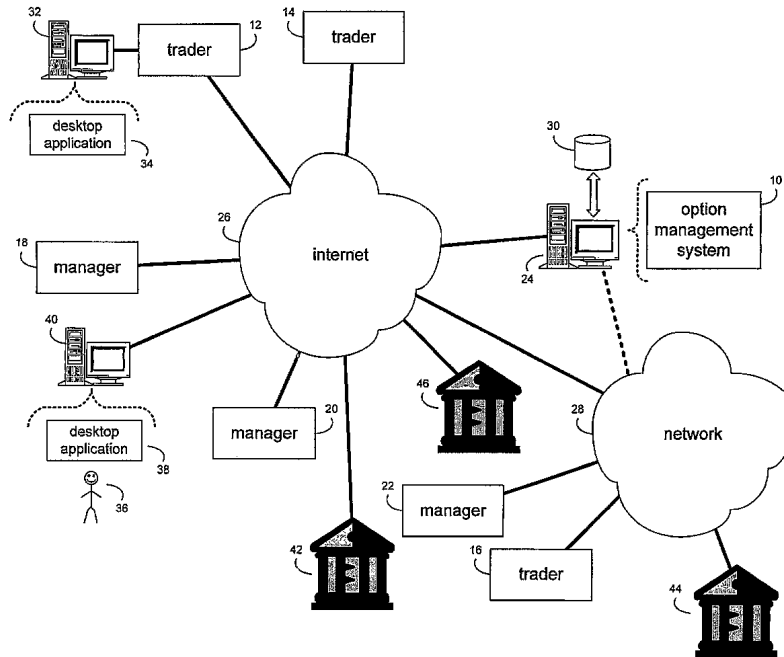 32
12
trader
14
trader
desktop
application
34
30
10
option
management
system
24
26
internet
18
manager
40
desktop
application
38
36
20
manager
46
28
network
22
manager
42
16
trader
44